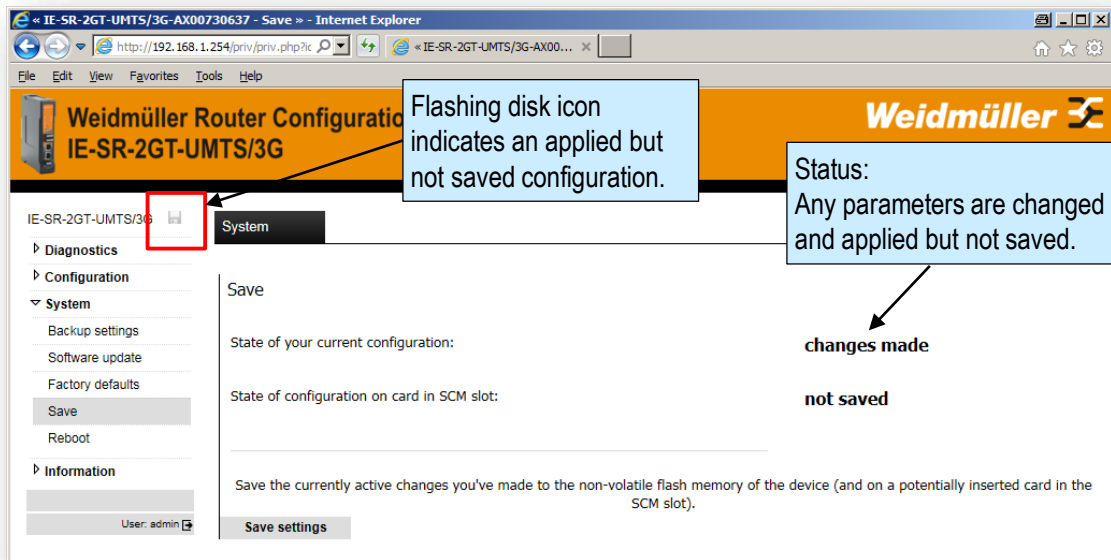 « IE-SR-2GT-UMTS/3G-AX00730637 - Save » - Internet Explorer
http://192.168.1.254/priv/priv.php?ic
« IE-SR-2GT-UMTS/3G-AX00...
File Edit View Favorites Tools Help
Weidmüller Router Configuratio
IE-SR-2GT-UMTS/3G
Flashing disk icon
indicates an applied but
not saved configuration.
Weidmüller
Status:
Any parameters are changed
and applied but not saved.
IE-SR-2GT-UMTS/3G
System
Diagnostics
Configuration
System
Backup settings
Software update
Factory defaults
Save
Reboot
Information
User: admin
Save
State of your current configuration:
changes made
State of configuration on card in SCM slot:
not saved
Save the currently active changes you've made to the non-volatile flash memory of the device (and on a potentially inserted card in the
SCM slot).
Save settings